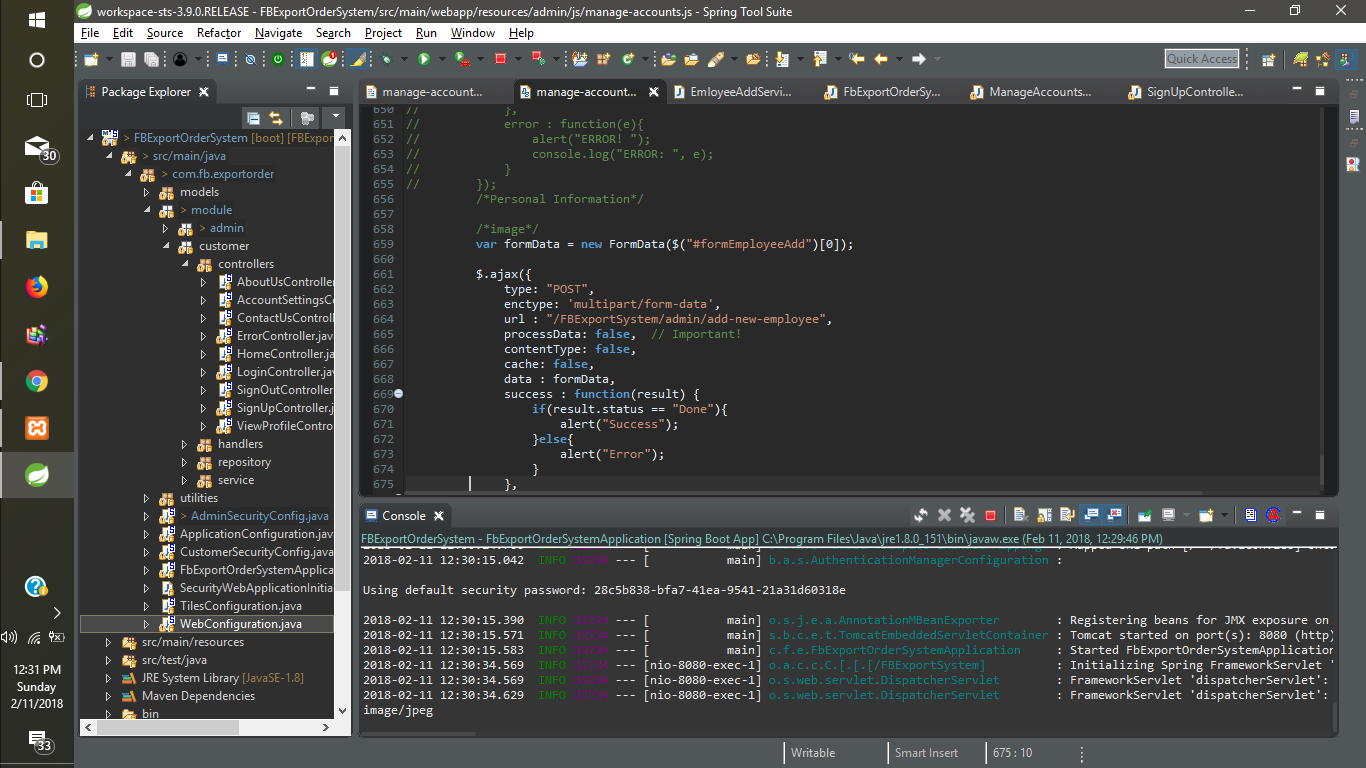 workspace-sts-3.9.0.RELEASE - FBExportOrderSystem/src/main/webapp/resources/admin/js/manage-accounts.js - Spring Tool Suite
File Edit Source Refactor Navigate Search Project Run Window Help
Quick Access
Package Explorer
manage-account...
manage-account...
EmloyeeAddServi...
FbExportOrderSy...
ManageAccounts...
SignUpControlle...
> FBExportOrderSystem [boot] [FBExpor
> src/main/java
> com.fb.exportorder
models
> module
> admin
customer
controllers
AboutUsController
AccountSettingsCo
ContactUsControll
ErrorController.jav
HomeController.ja
LoginController.jav
SignOutController
SignUpController.j
ViewProfileContro
handlers
repository
service
utilities
> AdminSecurityConfig.java
ApplicationConfiguration.java
CustomerSecurityConfig.java
FbExportOrderSystemApplica
SecurityWebApplicationInitia
TilesConfiguration.java
WebConfiguration.java
src/main/resources
src/test/java
JRE System Library [JavaSE-1.8]
Maven Dependencies
bin
650 // },
651 // error : function(e){
652 // alert("ERROR! ");
653 // console.log("ERROR: ", e);
654 // }
655 // });
656 /*Personal Information*/
657
658 /*image*/
659 var formData = new FormData($("#formEmployeeAdd")[0]);
660
661 $.ajax({
662 type: "POST",
663 enctype: 'multipart/form-data',
664 url : "/FBExportSystem/admin/add-new-employee",
665 processData: false, // Important!
666 contentType: false,
667 cache: false,
668 data : formData,
669 success : function(result) {
670 if(result.status == "Done"){
671 alert("Success");
672 }else{
673 alert("Error");
674 }
675 },
Console
FBExportOrderSystem - FbExportOrderSystemApplication [Spring Boot App] C:\Program Files\Java\jre1.8.0_151\bin\javaw.exe (Feb 11, 2018, 12:29:46 PM)
2018-02-11 12:30:15.042 INFO 32724 --- [ main] b.a.s.AuthenticationManagerConfiguration :
Using default security password: 28c5b838-bfa7-41ea-9541-21a31d60318e
2018-02-11 12:30:15.390 INFO 32724 --- [ main] o.s.j.e.a.AnnotationMBeanExporter : Registering beans for JMX exposure on
2018-02-11 12:30:15.571 INFO 32724 --- [ main] s.b.c.e.t.TomcatEmbeddedServletContainer : Tomcat started on port(s): 8080 (http)
2018-02-11 12:30:15.583 INFO 32724 --- [ main] c.f.e.FbExportOrderSystemApplication : Started FbExportOrderSystemApplication
2018-02-11 12:30:34.569 INFO 32724 --- [nio-8080-exec-1] o.a.c.c.C.[.[.[/FBExportSystem] : Initializing Spring FrameworkServlet '
2018-02-11 12:30:34.569 INFO 32724 --- [nio-8080-exec-1] o.s.web.servlet.DispatcherServlet : FrameworkServlet 'dispatcherServlet':
2018-02-11 12:30:34.629 INFO 32724 --- [nio-8080-exec-1] o.s.web.servlet.DispatcherServlet : FrameworkServlet 'dispatcherServlet':
image/jpeg
Writable
Smart Insert
675 : 10
30
12:31 PM
Sunday
2/11/2018
33